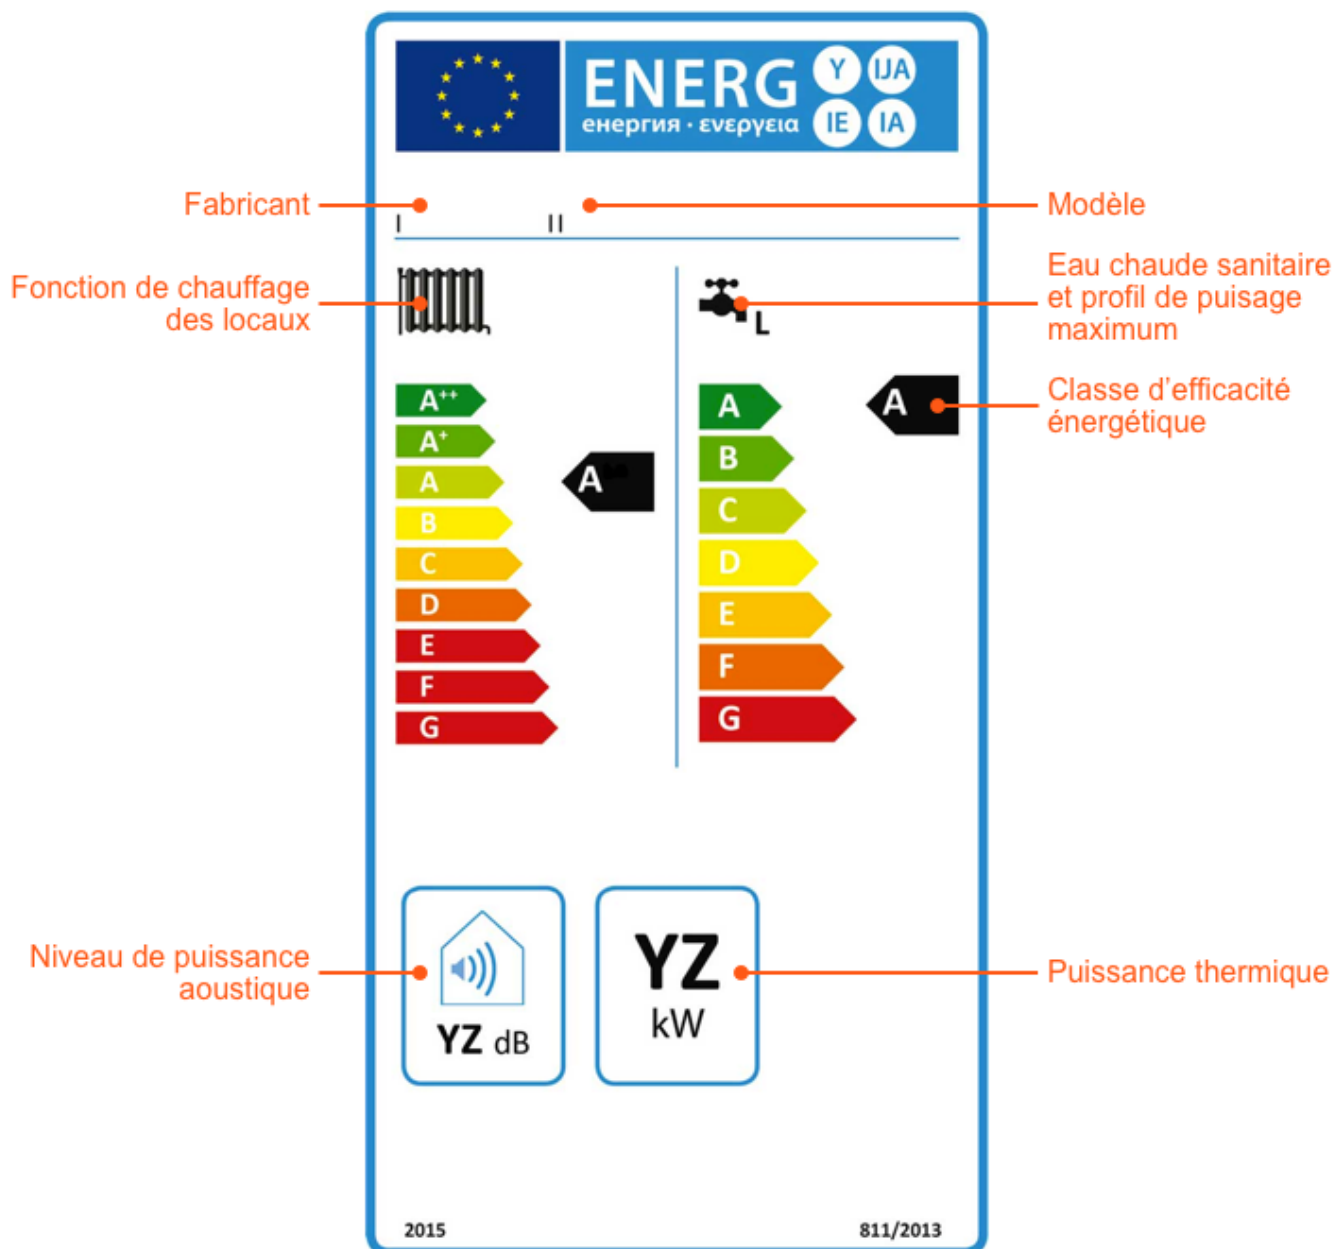 ENERG
Y IJA
IE IA
енергия · ενεργεια
Fabricant
Modèle
I
II
Fonction de chauffage
des locaux
Eau chaude sanitaire
et profil de puisage
maximum
L
Classe d'efficacité
énergétique
A++
A+
A
B
C
D
E
F
G
A
A
B
C
D
E
F
G
A
Niveau de puissance
aoustique
YZ dB
YZ
kW
Puissance thermique
2015
811/2013